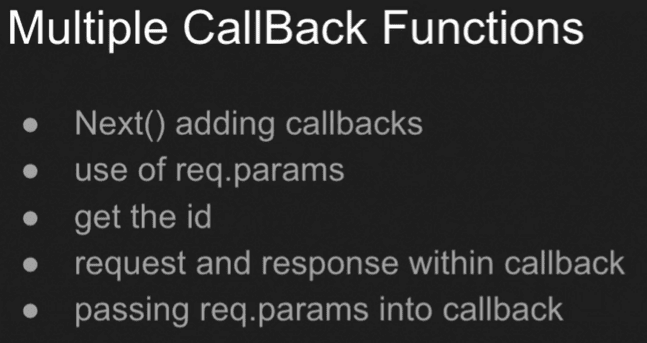 Multiple CallBack Functions
● Next() adding callbacks
● use of req.params
● get the id
● request and response within callback
● passing req.params into callback